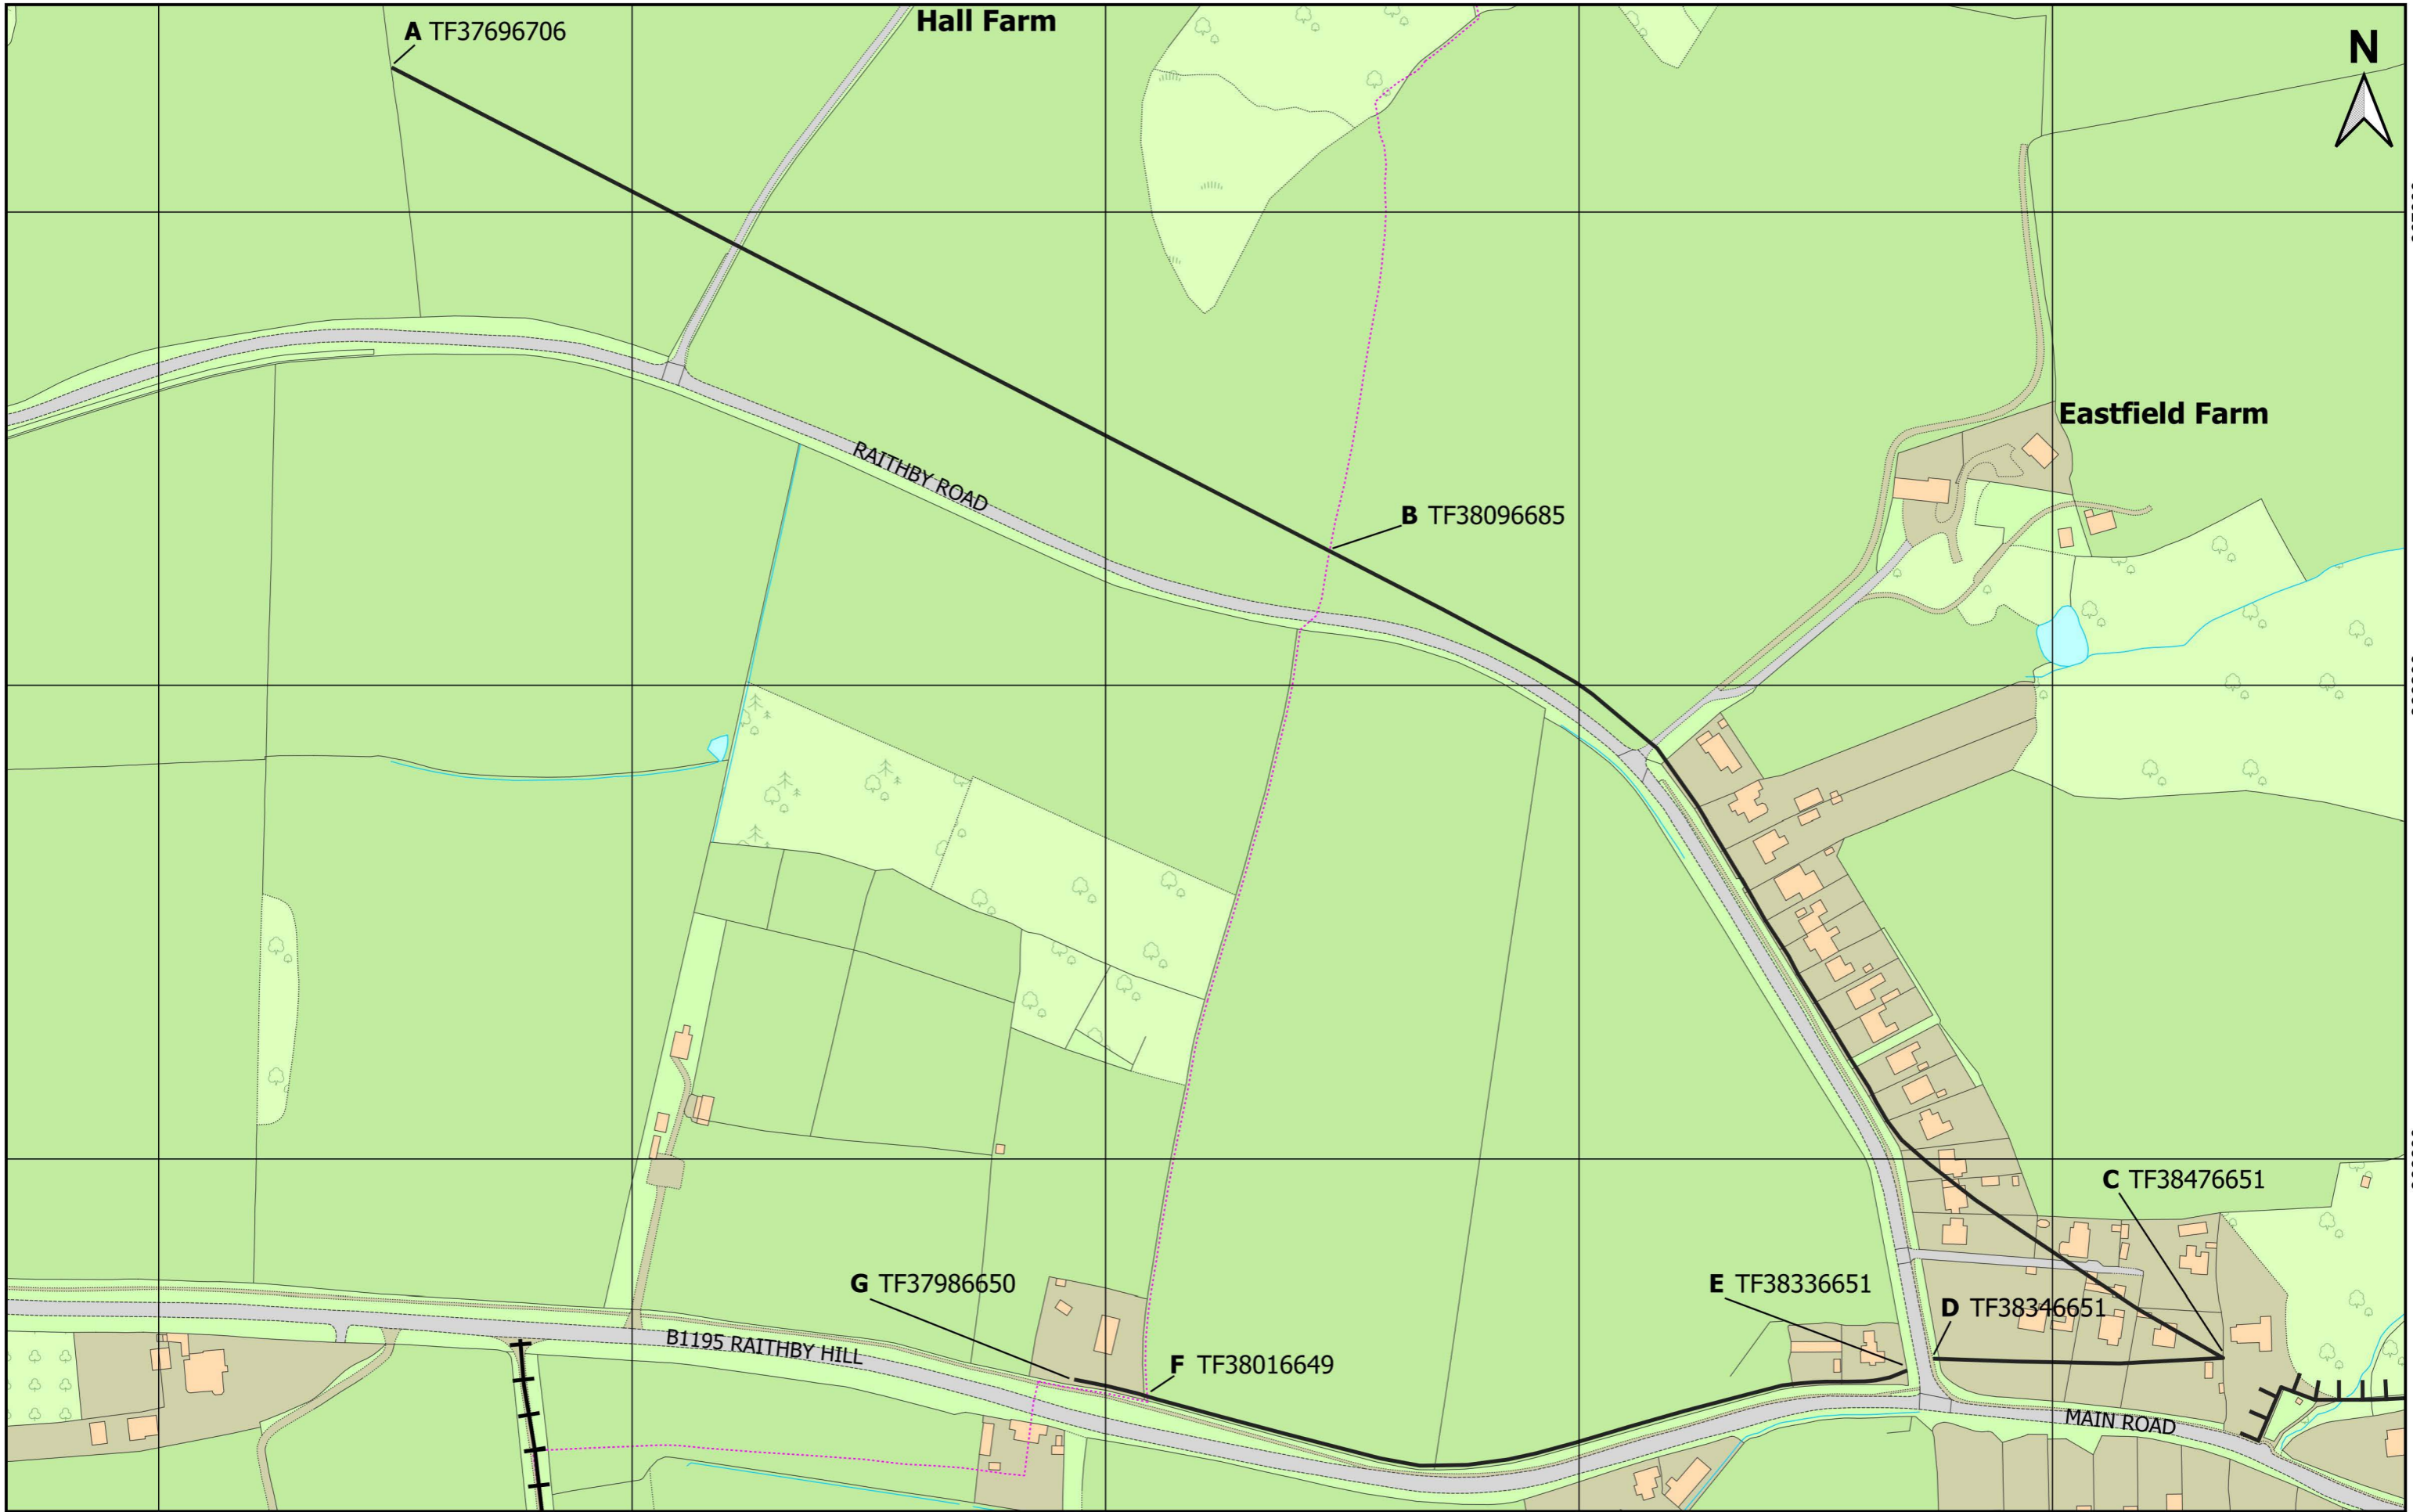 Hall Farm
A TF37696706
N
Eastfield Farm
RAITHBY ROAD
B TF38096685
C TF38476651
G TF37986650
E TF38336651
D TF38346651
B1195 RAITHBY HILL
F TF38016649
MAIN ROAD